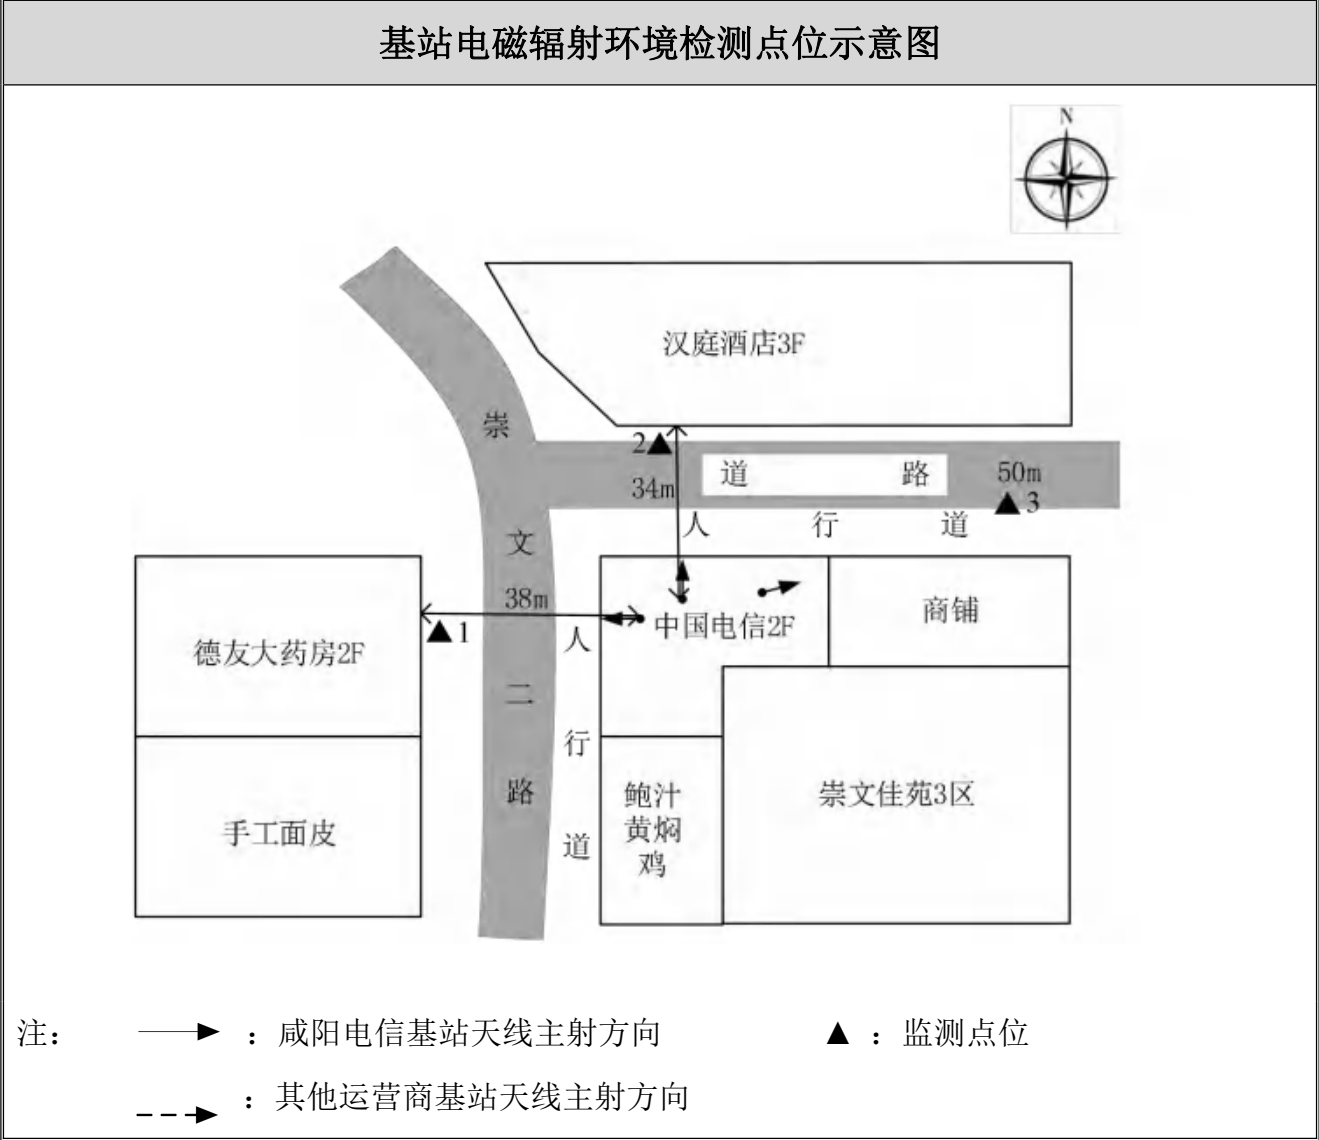 基站电磁辐射环境检测点位示意图
N
汉庭酒店3F
崇文二路
2▲
34m
道路
50m
▲3
人行道
38m
▲1
人行道
德友大药房2F
中国电信2F
商铺
手工面皮
鲍汁
黄焖
鸡
崇文佳苑3区
注： ：咸阳电信基站天线主射方向 ▲：监测点位
：其他运营商基站天线主射方向